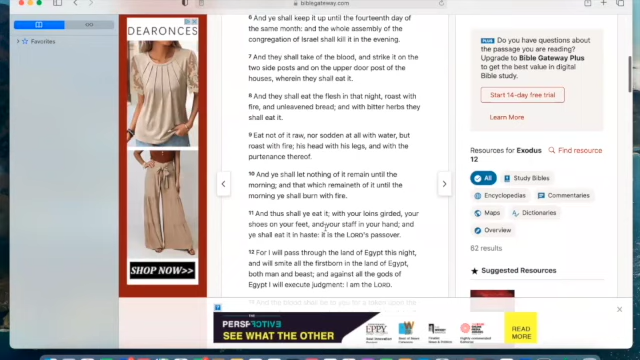 biblegateway.com
Favorites
DEARONCES
SHOP NOW>>
6 And ye shall keep it up until the fourteenth day of
the same month: and the whole assembly of the
congregation of Israel shall kill it in the evening.
7 And they shall take of the blood, and strike it on the
two side posts and on the upper door post of the
houses, wherein they shall eat it.
8 And they shall eat the flesh in that night, roast with
fire, and unleavened bread; and with bitter herbs they
shall eat it.
9 Eat not of it raw, nor sodden at all with water, but
roast with fire; his head with his legs, and with the
purtenance thereof.
10 And ye shall let nothing of it remain until the
morning; and that which remaineth of it until the
morning ye shall burn with fire.
11 And thus shall ye eat it; with your loins girded, your
shoes on your feet, and your staff in your hand; and
ye shall eat it in haste: it is the LORD's passover.
12 For I will pass through the land of Egypt this night,
and will smite all the firstborn in the land of Egypt,
both man and beast; and against all the gods of
Egypt I will execute judgment: I am the LORD.
PLUS Do you have questions about
the passage you are reading?
Upgrade to Bible Gateway Plus
to get the best value in digital
Bible study.
Start 14-day free trial
Learn More
Resources for Exodus
12
Find resource
All
Study Bibles
Encyclopedias
Commentaries
Maps
Dictionaries
Overview
62 results
Suggested Resources
SEE WHAT THE OTHER
EPPY
READ
MORE